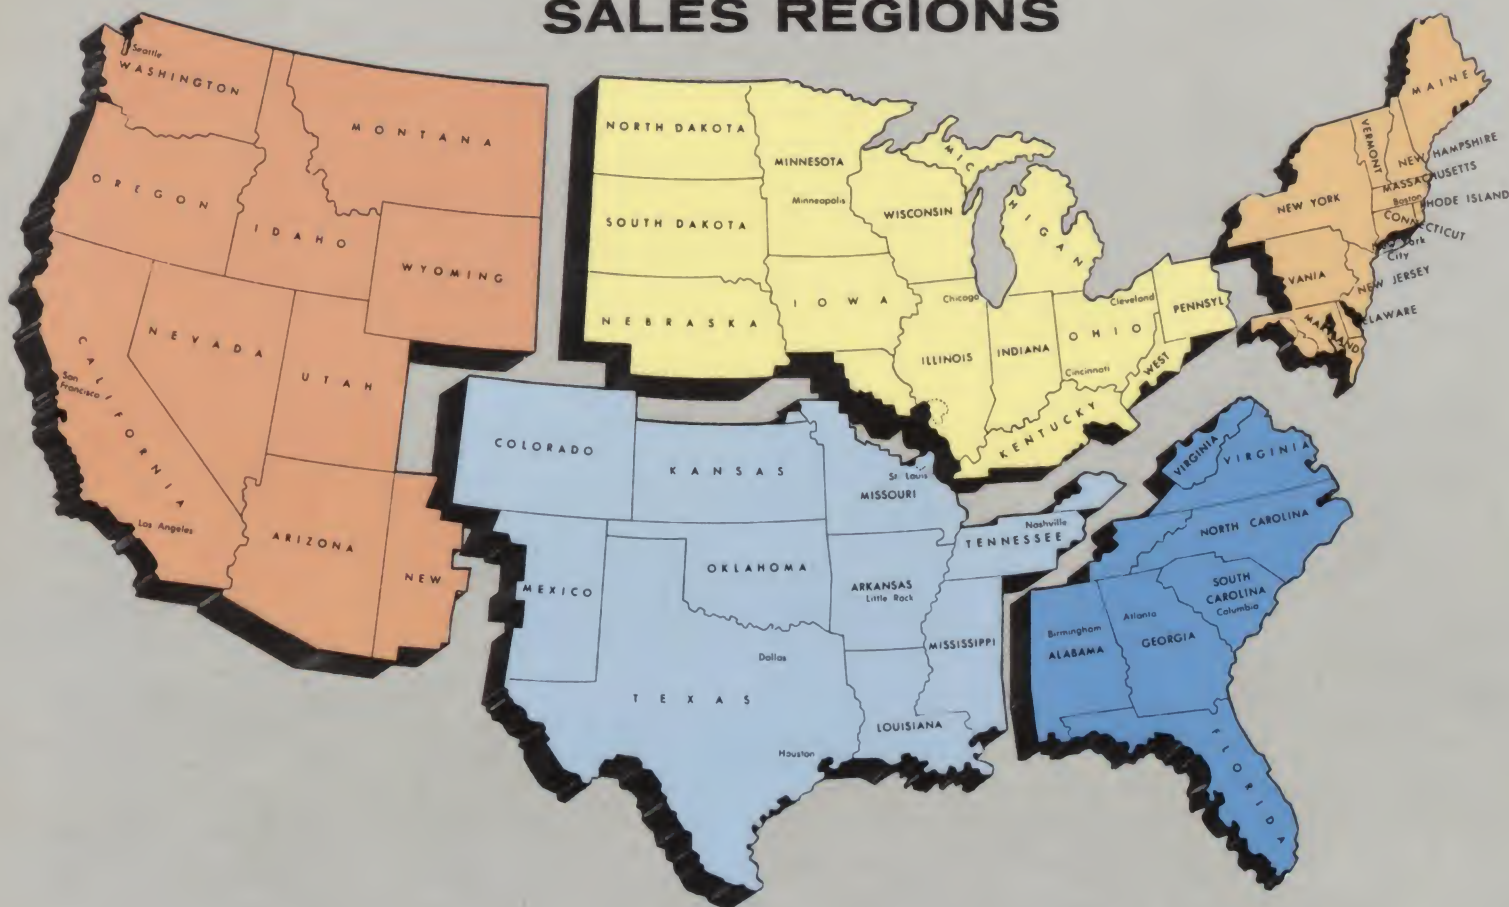 SALES REGIONS
Seattle
WASHINGTON
MONTANA
OREGON
IDAHO
WYOMING
NEVADA
UTAH
CALIFORNIA
San
Francisco
Los Angeles
ARIZONA
NEW
NORTH DAKOTA
MINNESOTA
Minneapolis
SOUTH DAKOTA
WISCONSIN
MICHIGAN
NEBRASKA
IOWA
Chicago
ILLINOIS
INDIANA
OHIO
Cleveland
Cincinnati
PENNSYL
WEST
KENTUCKY
MAINE
VERMONT
NEW HAMPSHIRE
MASSACHUSETTS
Boston
RHODE ISLAND
CONNECTICUT
NEW YORK
New York
City
VANIA
NEW JERSEY
DELAWARE
MARYLAND
COLORADO
KANSAS
St. Louis
MISSOURI
Nashville
TENNESSEE
MEXICO
OKLAHOMA
ARKANSAS
Little Rock
MISSISSIPPI
Dallas
TEXAS
LOUISIANA
Houston
VIRGINIA
VIRGINIA
NORTH CAROLINA
SOUTH
CAROLINA
Columbia
Birmingham
ALABAMA
Atlanta
GEORGIA
FLORIDA